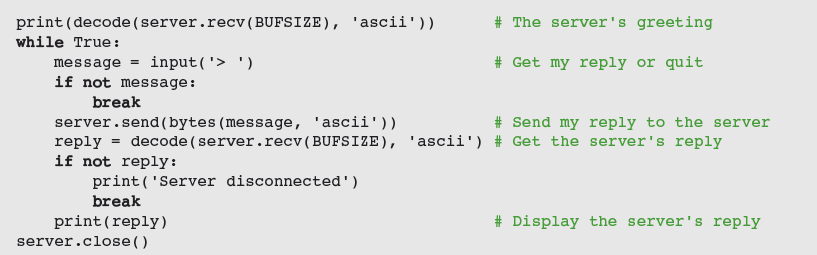 print(decode(server.recv(BUFSIZE), 'ascii'))      # The server's greeting
while True:
    message = input('> ')                         # Get my reply or quit
    if not message:
        break
    server.send(bytes(message, 'ascii'))          # Send my reply to the server
    reply = decode(server.recv(BUFSIZE), 'ascii') # Get the server's reply
    if not reply:
        print('Server disconnected')
        break
    print(reply)                                  # Display the server's reply
server.close()